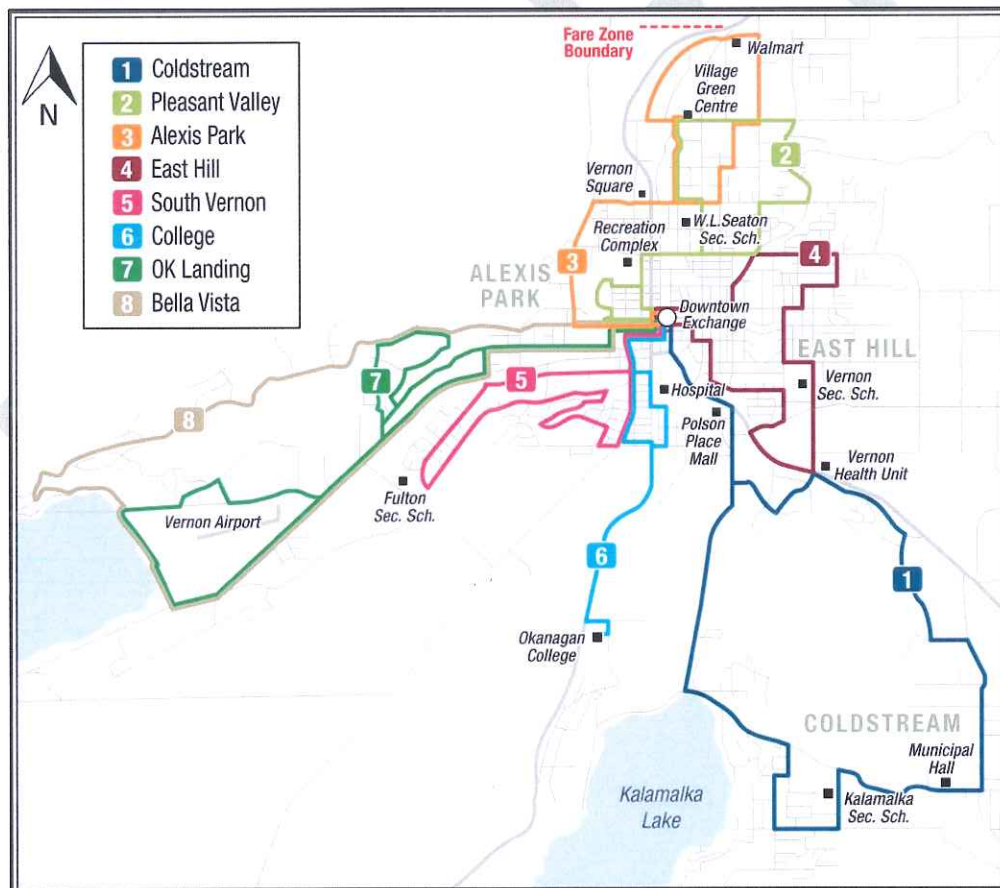 N
1 Coldstream
2 Pleasant Valley
3 Alexis Park
4 East Hill
5 South Vernon
6 College
7 OK Landing
8 Bella Vista
Fare Zone
Boundary
Walmart
Village
Green
Centre
2
Vernon
Square
W.L.Seaton
Sec. Sch.
Recreation
Complex
3
4
ALEXIS
PARK
Downtown
Exchange
EAST HILL
5
7
8
Hospital
Vernon
Sec. Sch.
Polson
Place
Mall
Vernon
Health Unit
Fulton
Sec. Sch.
Vernon Airport
6
1
Okanagan
College
COLDSTREAM
Municipal
Hall
Kalamalka
Lake
Kalamalka
Sec. Sch.